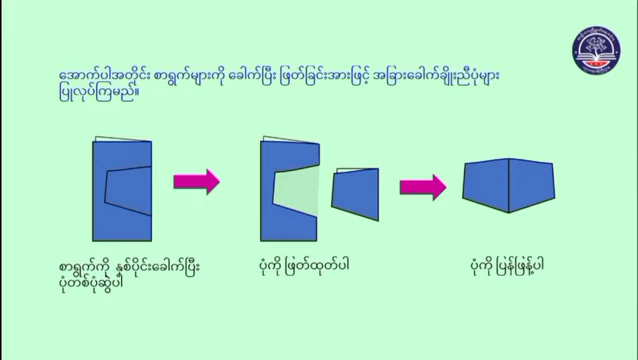 အောက်ပါအတိုင်း စာရွက်များကို ခေါက်ပြီး ဖြတ်ခြင်းအားဖြင့် အခြားခေါက်ချိုးညီပုံများ
ပြုလုပ်ကြမည်။
စာရွက်ကို နှစ်ပိုင်းခေါက်ပြီး
ပုံတစ်ပုံဆွဲပါ
ပုံကို ဖြတ်ထုတ်ပါ
ပုံကို ပြန်ဖြန့်ပါ